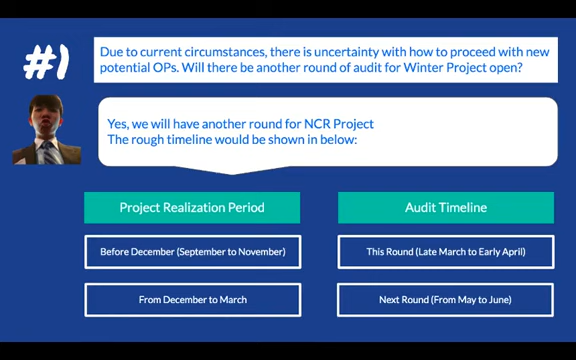 #1
Due to current circumstances, there is uncertainty with how to proceed with new
potential OPs. Will there be another round of audit for Winter Project open?
Yes, we will have another round for NCR Project
The rough timeline would be shown in below:
Project Realization Period
Audit Timeline
Before December (September to November)
This Round (Late March to Early April)
From December to March
Next Round (From May to June)